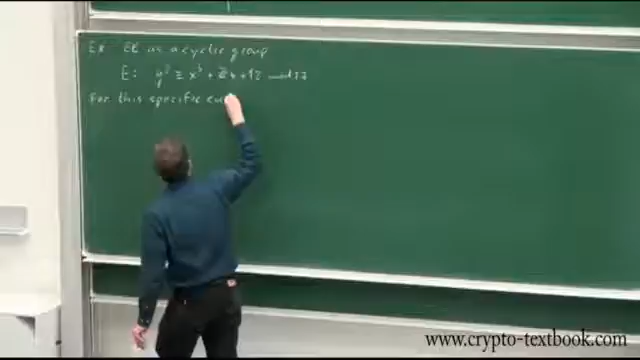 Ex EC as a cyclic group
E: y² ≡ x³ + 2x + 2 mod 17
For this specific cu
www.crypto-textbook.com